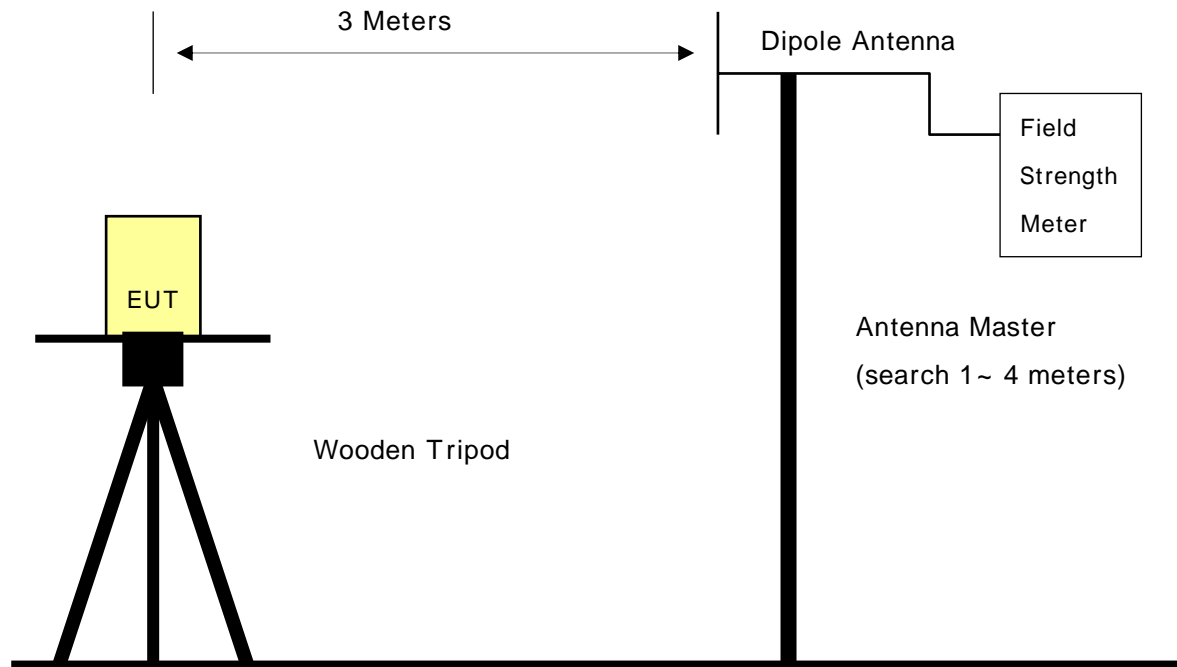 3 Meters
Dipole Antenna
Field
Strength
Meter
EUT
Antenna Master
(search 1~ 4 meters)
Wooden Tripod